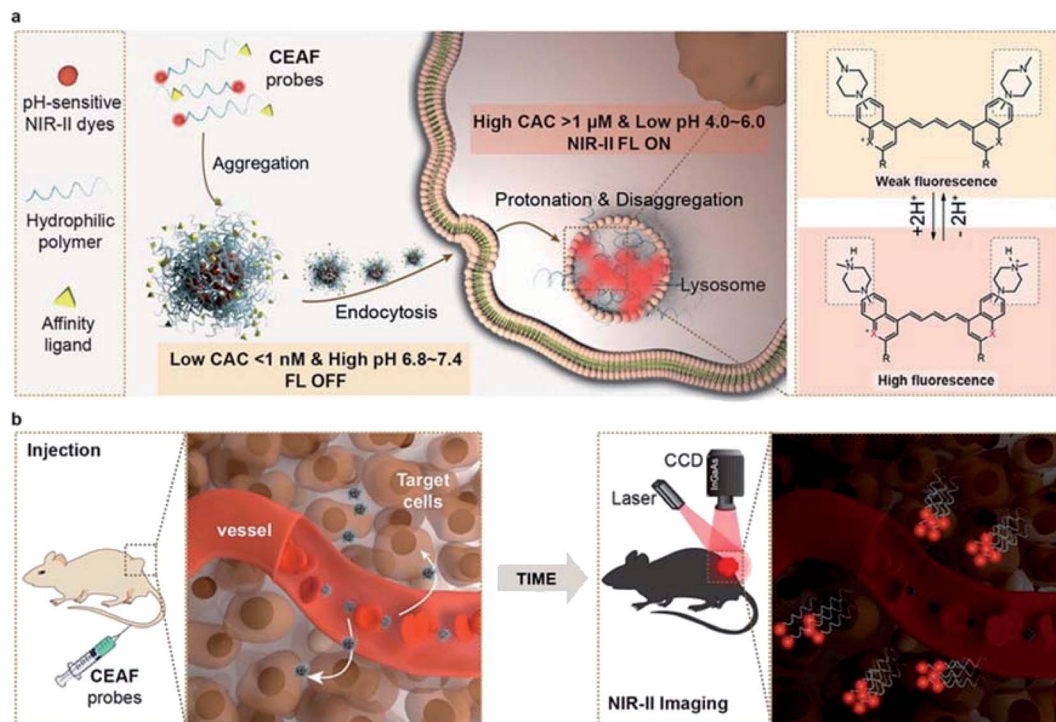 a
pH-sensitive
NIR-II dyes
Hydrophilic
polymer
Affinity
ligand
CEAF
probes
Aggregation
Endocytosis
Low CAC <1 nM & High pH 6.8~7.4
FL OFF
High CAC >1 μM & Low pH 4.0~6.0
NIR-II FL ON
Protonation & Disaggregation
Lysosome
N
N
N
N
+
X
X
R
R
Weak fluorescence
+2H⁺
- 2H⁺
H
H
N
+
N
+
N
N
+
X
X
R
R
High fluorescence
b
Injection
CEAF
probes
vessel
Target
cells
TIME
CCD
InGaAs
Laser
NIR-II Imaging